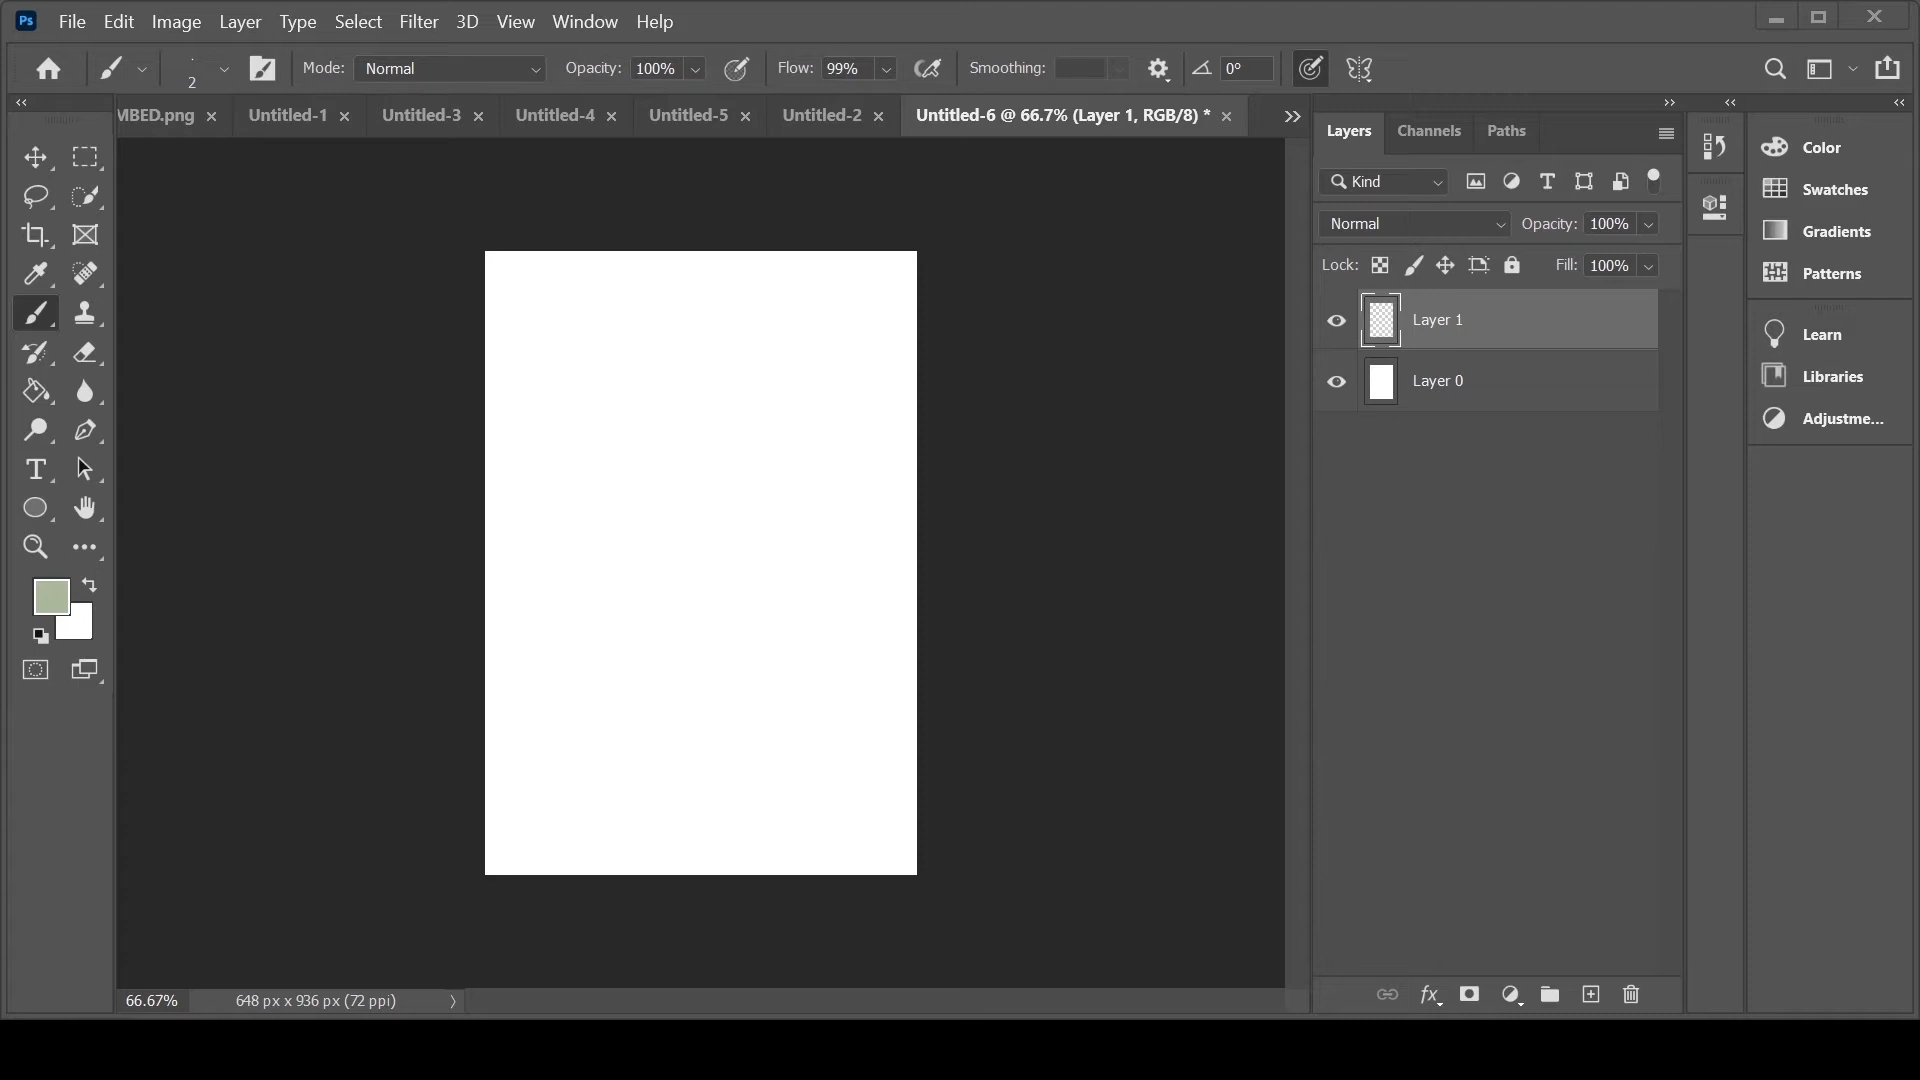 Ps File Edit Image Layer Type Select Filter 3D View Window Help
2 Mode: Normal Opacity: 100% Flow: 99% Smoothing: 0°
MBED.png Untitled-1 Untitled-3 Untitled-4 Untitled-5 Untitled-2 Untitled-6 @ 66.7% (Layer 1, RGB/8) *
Layers Channels Paths
Kind
Normal Opacity: 100%
Lock: Fill: 100%
Layer 1
Layer 0
fx
Color
Swatches
Gradients
Patterns
Learn
Libraries
Adjustme...
66.67% 648 px x 936 px (72 ppi)